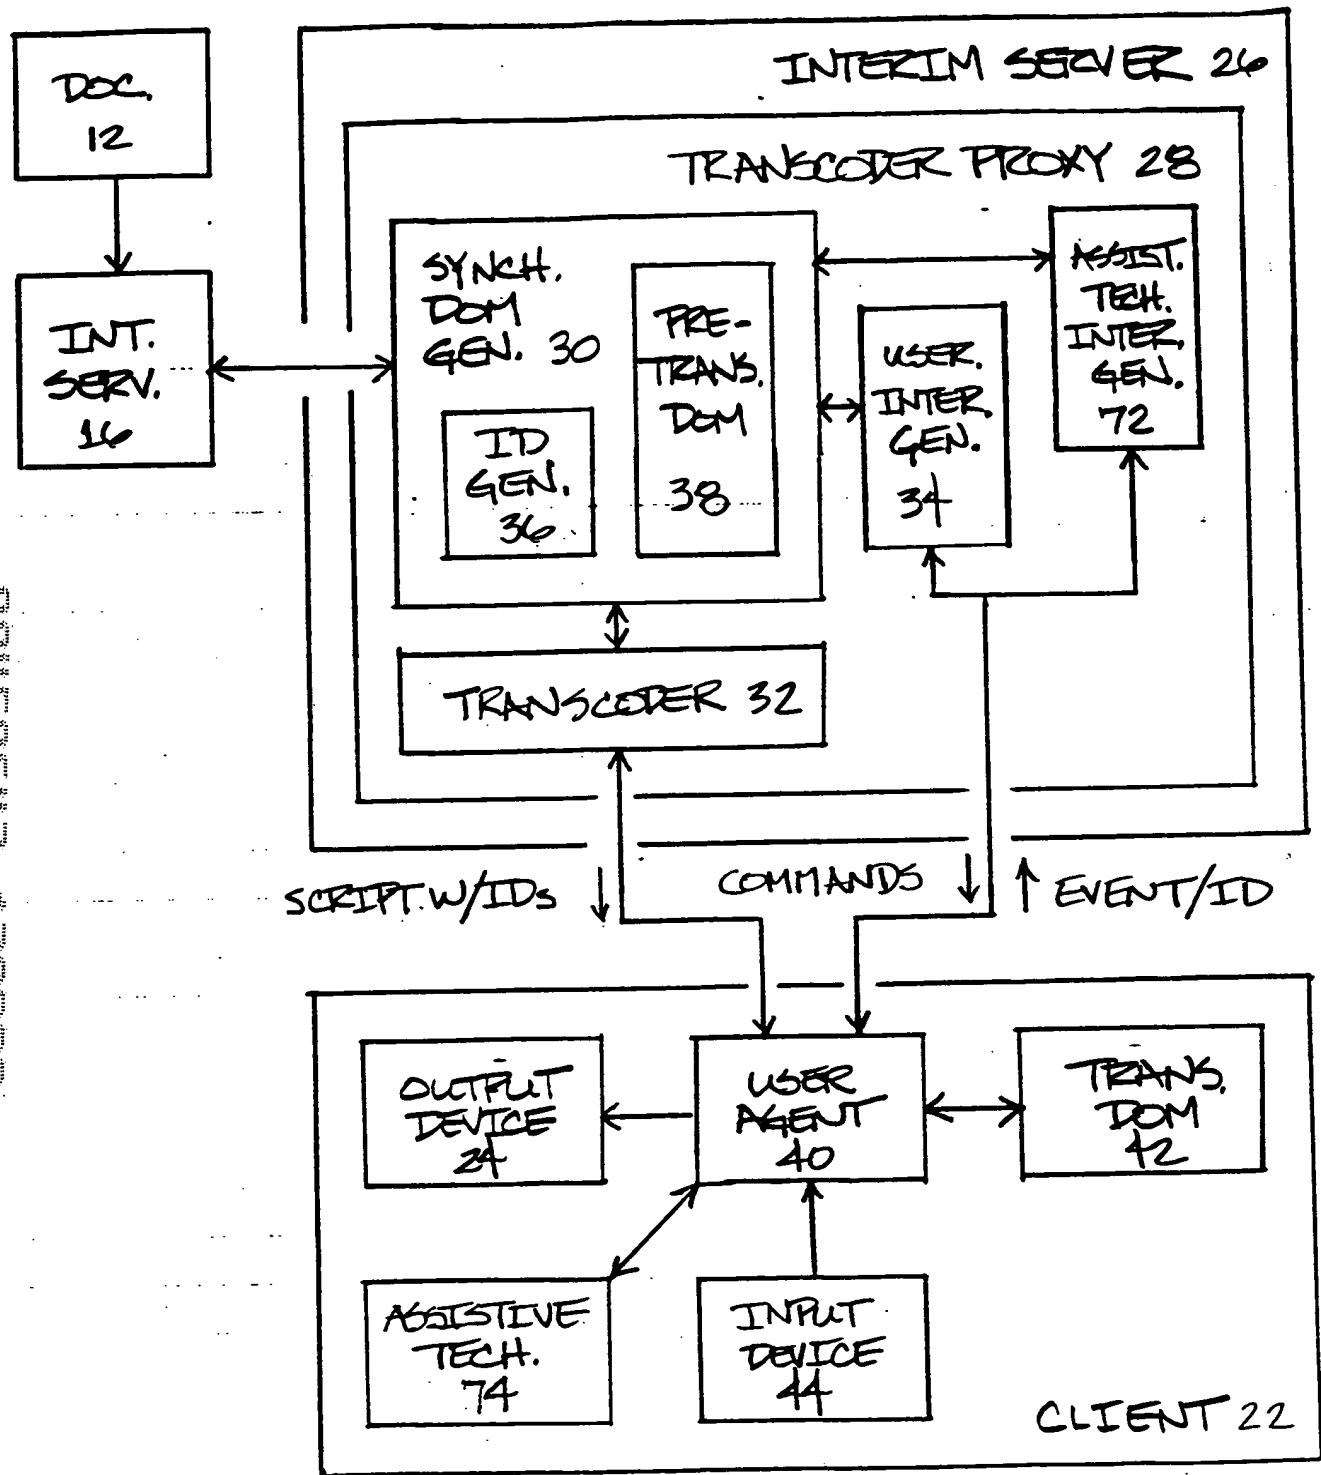 INTERIM SERVER 26
DOC.
12
TRANSCODER PROXY 28
SYNCH.
DOM
GEN. 30
PRE-
TRANS.
DOM
38
ASSIST.
TECH.
INTER.
GEN.
72
USER.
INTER.
GEN.
34
INT.
SERV.
16
ID
GEN.
36
TRANSCODER 32
SCRIPT. W/IDs
COMMANDS
EVENT/ID
OUTPUT
DEVICE
24
USER
AGENT
40
TRANS.
DOM
42
ASSISTIVE
TECH.
74
INPUT
DEVICE
44
CLIENT 22